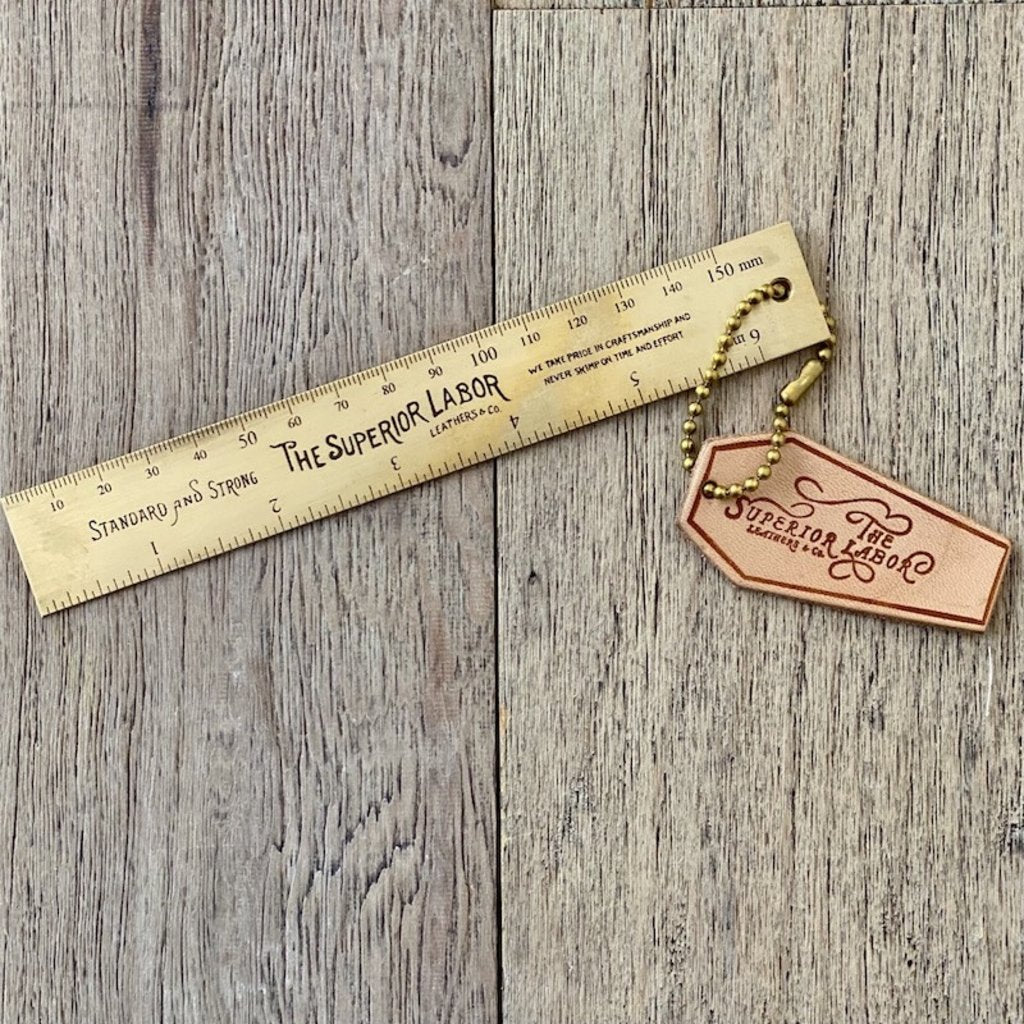 10 20 30 40 50 60 70 80 90 100 110 120 130 140 150 mm
STANDARD AND STRONG
THE SUPERIOR LABOR
LEATHERS & CO.
WE TAKE PRIDE IN CRAFTSMANSHIP AND
NEVER SKIMP ON TIME AND EFFORT.
1 2 3 4 5 6 in
THE
SUPERIOR LABOR
LEATHERS & CO.